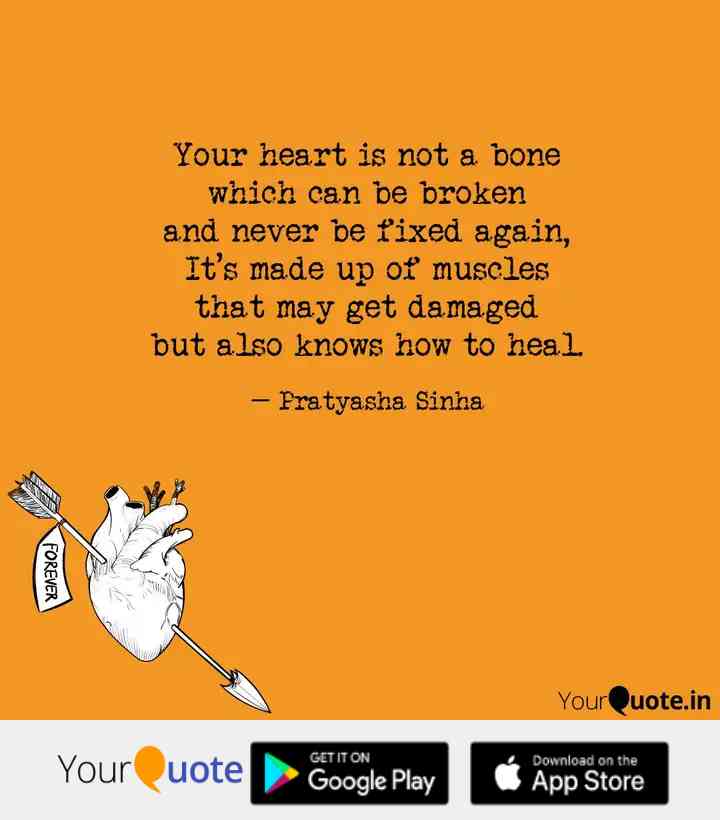 Your heart is not a bone
which can be broken
and never be fixed again,
It's made up of muscles
that may get damaged
but also knows how to heal.
— Pratyasha Sinha
FOREVER
YourQuote.in
YourQuote
GET IT ON
Google Play
Download on the
App Store